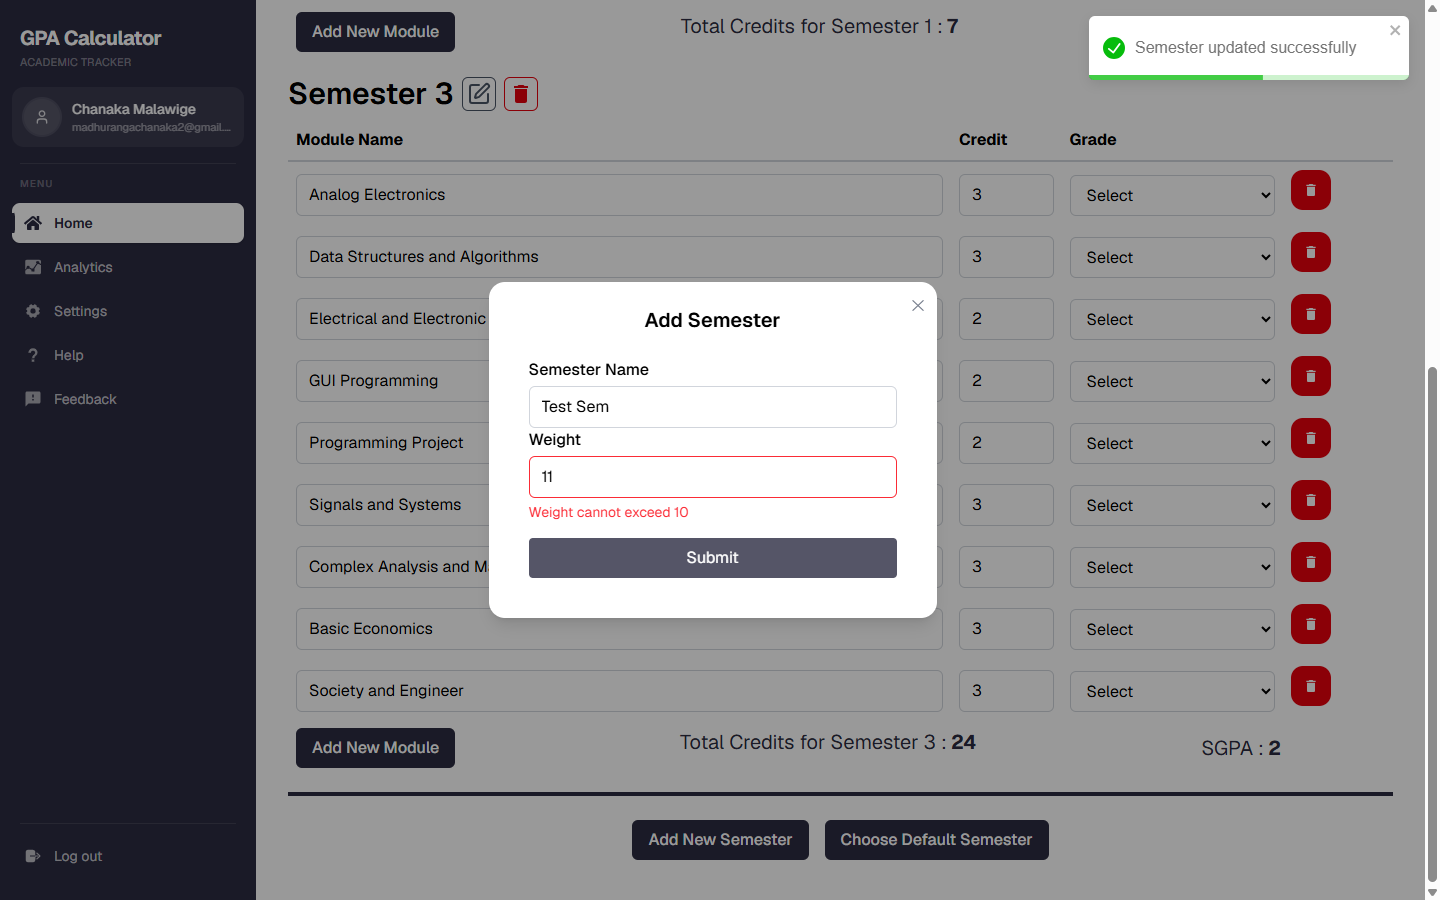 GPA Calculator
ACADEMIC TRACKER
Chanaka Malawige
madhurangachanaka2@gmail....
MENU
Home
Analytics
Settings
Help
Feedback
Log out
Add New Module
Total Credits for Semester 1 : 7
Semester updated successfully
Semester 3
Module Name Credit Grade
Analog Electronics 3 Select
Data Structures and Algorithms 3 Select
Electrical and Electronic 2 Select
GUI Programming 2 Select
Programming Project 2 Select
Signals and Systems 3 Select
Complex Analysis and M 3 Select
Basic Economics 3 Select
Society and Engineer 3 Select
Add Semester
Semester Name
Test Sem
Weight
11
Weight cannot exceed 10
Submit
Add New Module
Total Credits for Semester 3 : 24
SGPA : 2
Add New Semester
Choose Default Semester